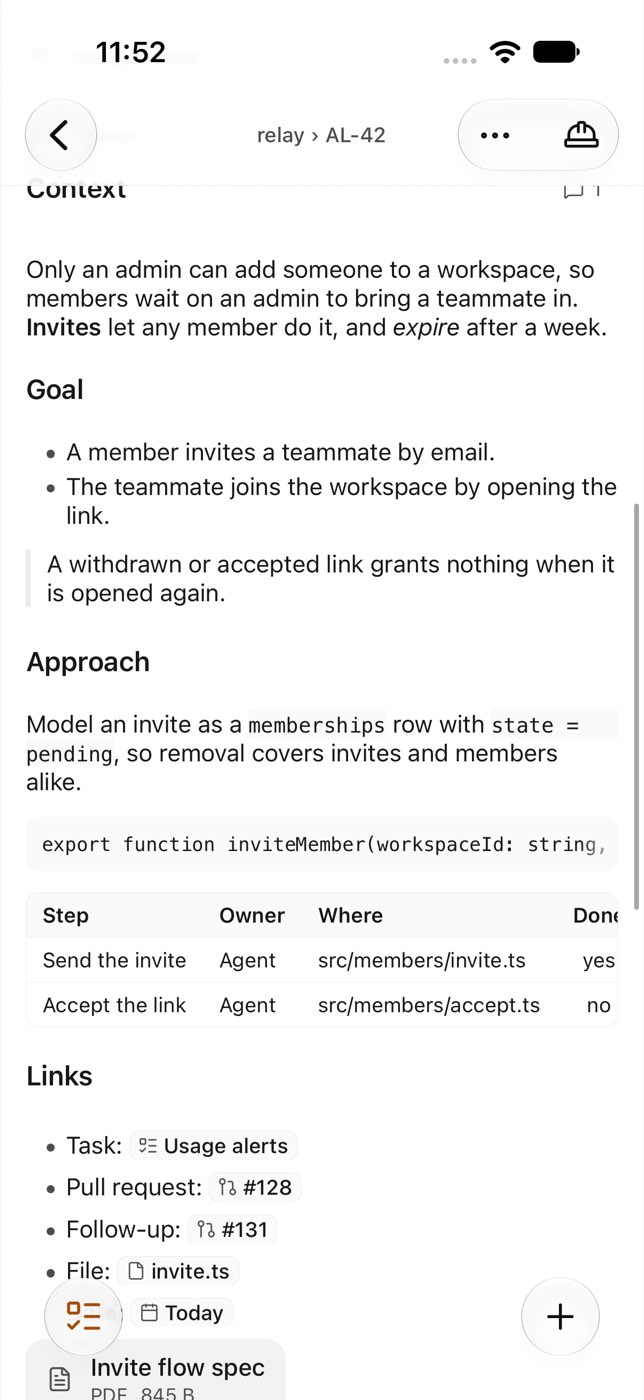 11:52
relay › AL-42
Context
1
Only an admin can add someone to a workspace, so
members wait on an admin to bring a teammate in.
Invites let any member do it, and expire after a week.
Goal
• A member invites a teammate by email.
• The teammate joins the workspace by opening the
link.
A withdrawn or accepted link grants nothing when it
is opened again.
Approach
Model an invite as a memberships row with state =
pending, so removal covers invites and members
alike.
export function inviteMember(workspaceId: string,
Step Owner Where Done
Send the invite Agent src/members/invite.ts yes
Accept the link Agent src/members/accept.ts no
Links
• Task: Usage alerts
• Pull request: #128
• Follow-up: #131
• File: invite.ts
Today
Invite flow spec
PDF 845 B